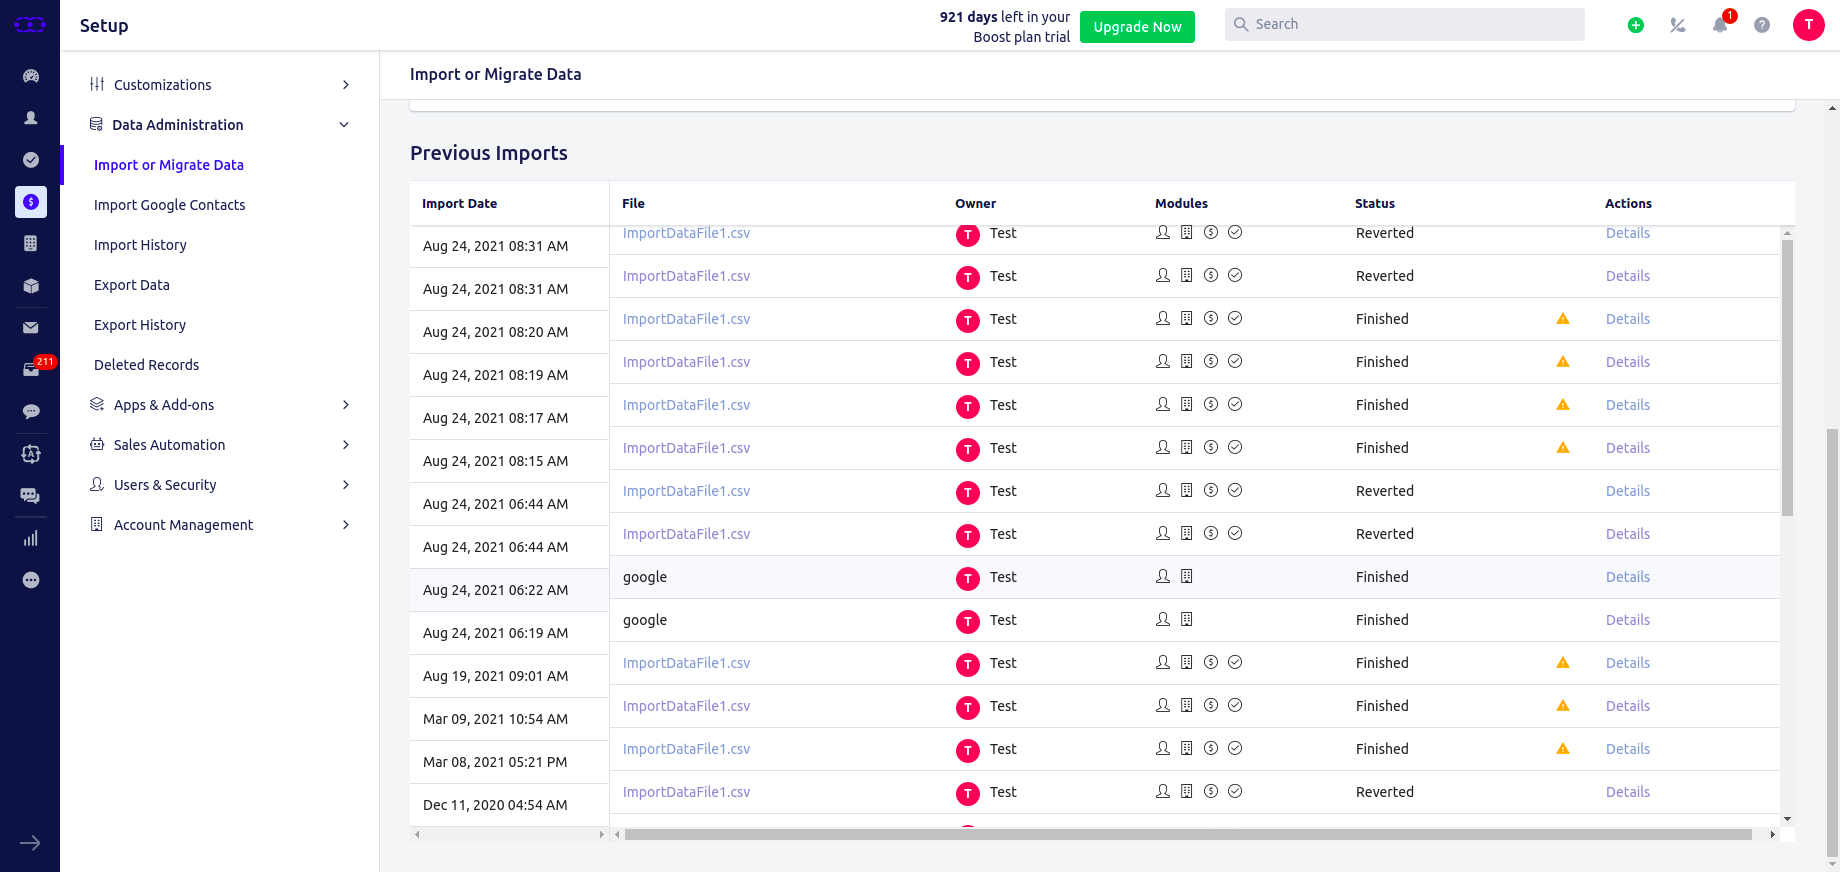 Setup
921 days left in your
Boost plan trial
Upgrade Now
Search
1
T
Customizations
Data Administration
Import or Migrate Data
Import Google Contacts
Import History
Export Data
Export History
Deleted Records
Apps & Add-ons
Sales Automation
Users & Security
Account Management
211
Import or Migrate Data
Previous Imports
Import Date File Owner Modules Status Actions
Aug 24, 2021 08:31 AM ImportDataFile1.csv T Test Reverted Details
Aug 24, 2021 08:31 AM ImportDataFile1.csv T Test Reverted Details
Aug 24, 2021 08:20 AM ImportDataFile1.csv T Test Finished Details
Aug 24, 2021 08:19 AM ImportDataFile1.csv T Test Finished Details
Aug 24, 2021 08:17 AM ImportDataFile1.csv T Test Finished Details
Aug 24, 2021 08:15 AM ImportDataFile1.csv T Test Finished Details
Aug 24, 2021 06:44 AM ImportDataFile1.csv T Test Reverted Details
Aug 24, 2021 06:44 AM ImportDataFile1.csv T Test Reverted Details
Aug 24, 2021 06:22 AM google T Test Finished Details
Aug 24, 2021 06:19 AM google T Test Finished Details
Aug 19, 2021 09:01 AM ImportDataFile1.csv T Test Finished Details
Mar 09, 2021 10:54 AM ImportDataFile1.csv T Test Finished Details
Mar 08, 2021 05:21 PM ImportDataFile1.csv T Test Finished Details
Dec 11, 2020 04:54 AM ImportDataFile1.csv T Test Reverted Details